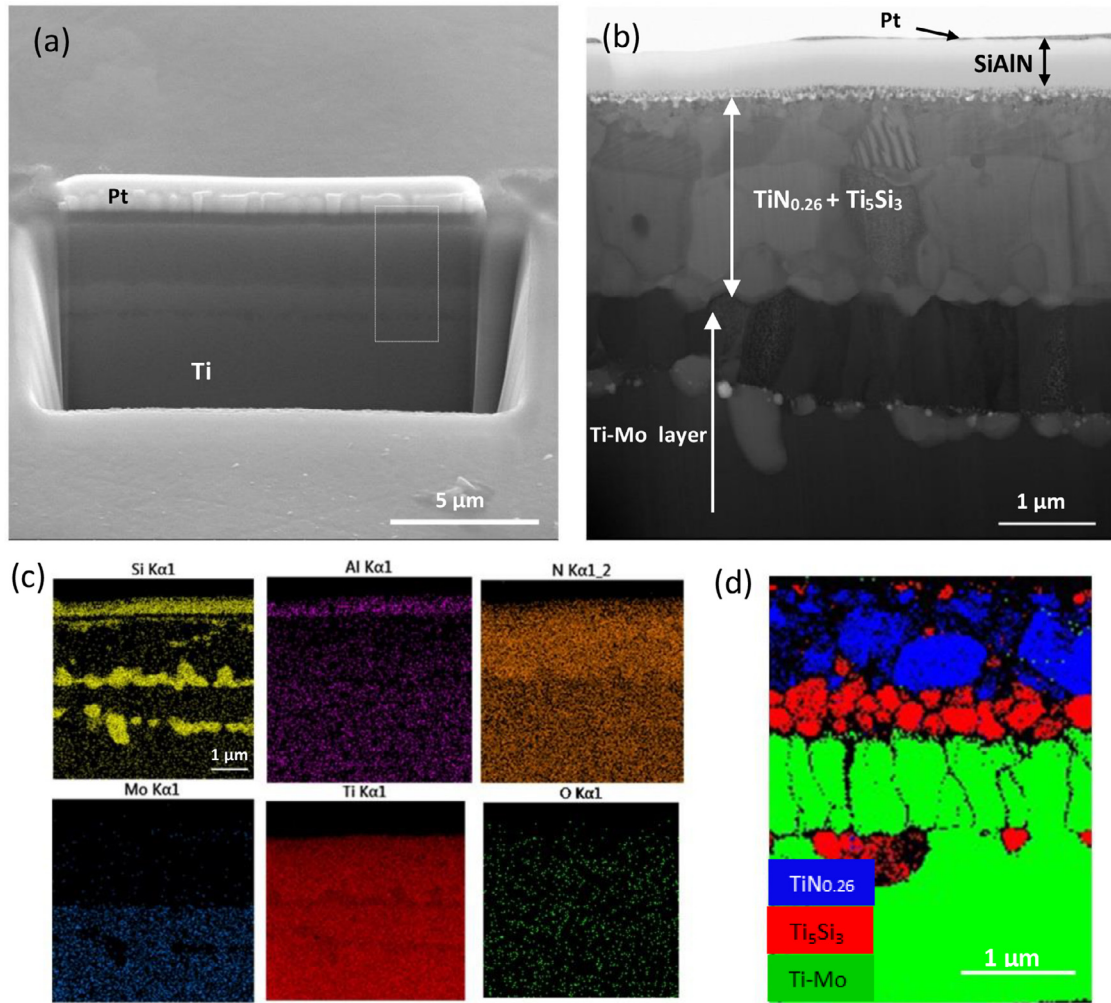 (a)
Pt
Ti
5 µm
(b)
Pt
SiAlN
TiN0.26 + Ti5Si3
Ti-Mo layer
1 µm
(c)
Si Kα1
Al Kα1
N Kα1_2
1 µm
Mo Kα1
Ti Kα1
O Kα1
(d)
TiN0.26
Ti5Si3
Ti-Mo
1 µm